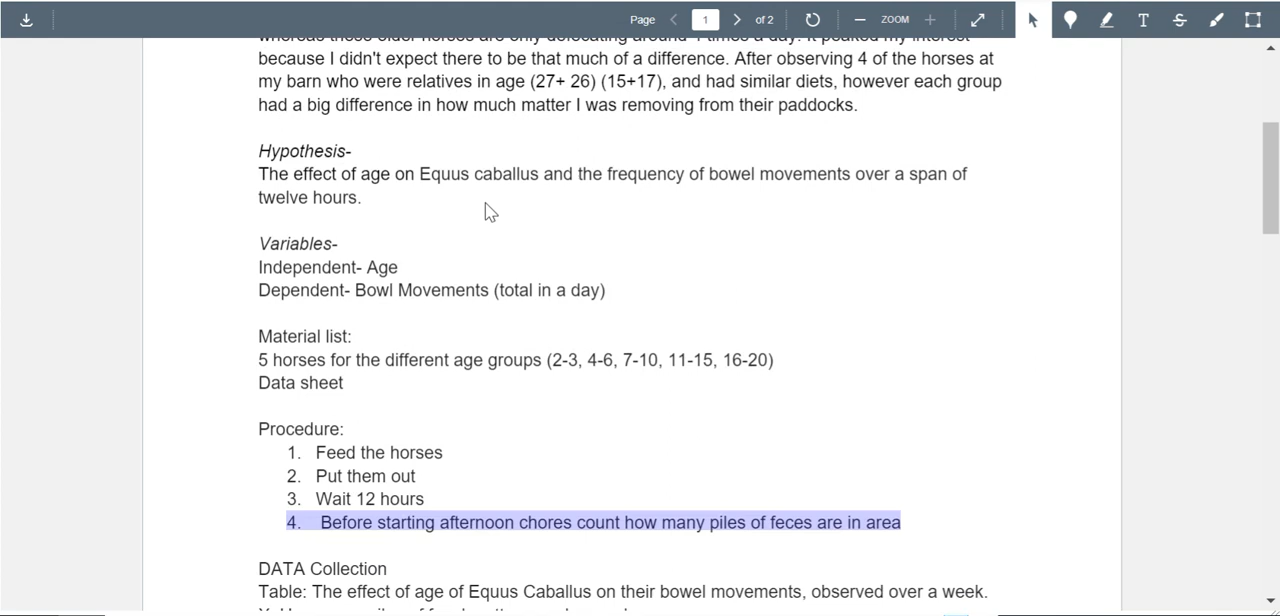 Page 1 of 2 ZOOM T S
because I didn't expect there to be that much of a difference. After observing 4 of the horses at
my barn who were relatives in age (27+ 26) (15+17), and had similar diets, however each group
had a big difference in how much matter I was removing from their paddocks.
Hypothesis-
The effect of age on Equus caballus and the frequency of bowel movements over a span of
twelve hours.
Variables-
Independent- Age
Dependent- Bowl Movements (total in a day)
Material list:
5 horses for the different age groups (2-3, 4-6, 7-10, 11-15, 16-20)
Data sheet
Procedure:
1. Feed the horses
2. Put them out
3. Wait 12 hours
4. Before starting afternoon chores count how many piles of feces are in area
DATA Collection
Table: The effect of age of Equus Caballus on their bowel movements, observed over a week.